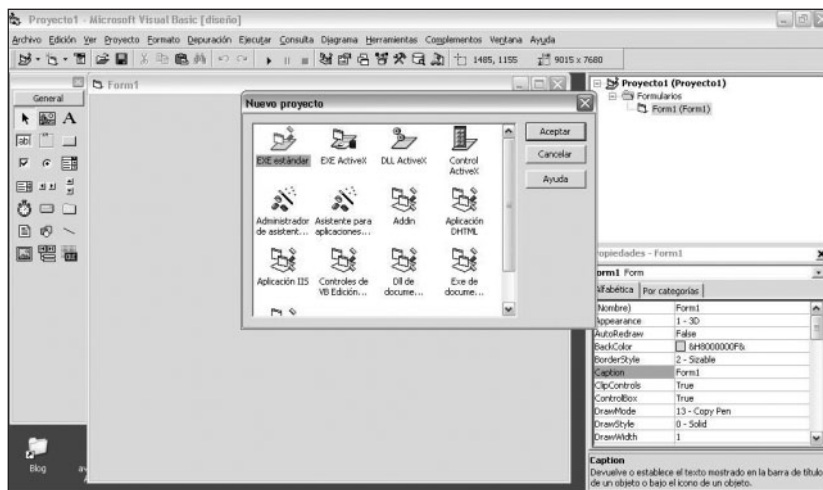 Proyecto1 - Microsoft Visual Basic [diseño]
Archivo Edición Ver Proyecto Formato Depuración Ejecutar Consulta Diagrama Herramientas Complementos Ventana Ayuda
1485, 1155 9015 x 7680
General
Form1
Nuevo proyecto
EXE estándar EXE ActiveX DLL ActiveX Control ActiveX
Administrador de asistent... Asistente para aplicaciones... Addin Aplicación DHTML
Aplicación IIS Controles de VB Edición... Dll de docume... Exe de docume...
Aceptar
Cancelar
Ayuda
Proyecto1 (Proyecto1)
Formularios
Form1 (Form1)
opiedades - Form1
orm1 Form
Alfabética Por categorías
(Nombre) Form1
Appearance 1 - 3D
AutoRedraw False
BackColor &H8000000F&
BorderStyle 2 - Sizable
Caption Form1
ClipControls True
ControlBox True
DrawMode 13 - Copy Pen
DrawStyle 0 - Solid
DrawWidth 1
Caption
Devuelve o establece el texto mostrado en la barra de título
de un objeto o bajo el icono de un objeto.
abl
Blog
av